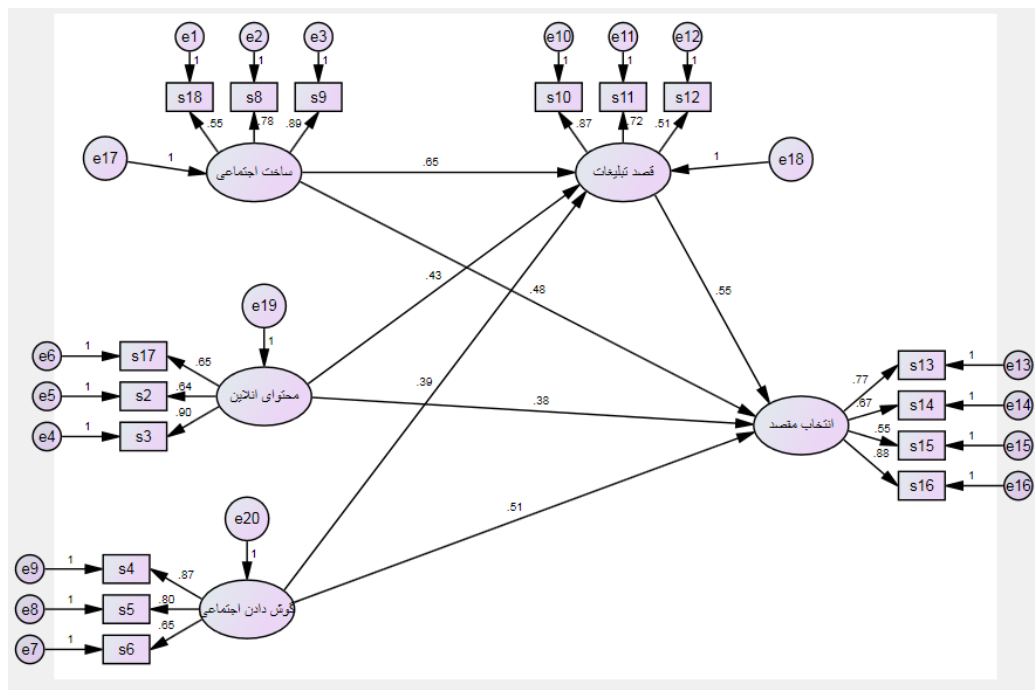 e1 e2 e3 e10 e11 e12
1 1 1 1 1 1
s18 s8 s9 s10 s11 s12
.55 .78 .89 .87 .72 .51
e17 1 ساخت اجتماعی .65 قصد تبلیغات 1 e18
.43 .48 .55
e19
1
e6 1 s17 .65
e5 1 s2 .64 محتوای انلاین
e4 1 s3 .90
.39 .38
.77 s13 1 e13
.67 s14 1 e14
انتخاب مقصد .55 s15 1 e15
.88 s16 1 e16
.51
e20
1
e9 1 s4 .87
e8 1 s5 .80 گوش دادن اجتماعی
e7 1 s6 .65